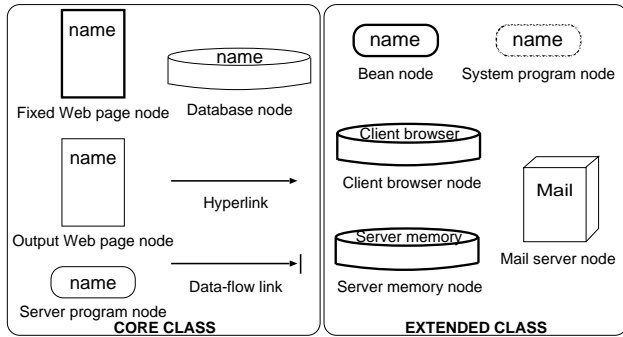 name
Fixed Web page node
name
Database node
name
Output Web page node
Hyperlink
name
Server program node
Data-flow link
CORE CLASS
name
Bean node
name
System program node
Client browser
Client browser node
Server memory
Server memory node
Mail
Mail server node
EXTENDED CLASS